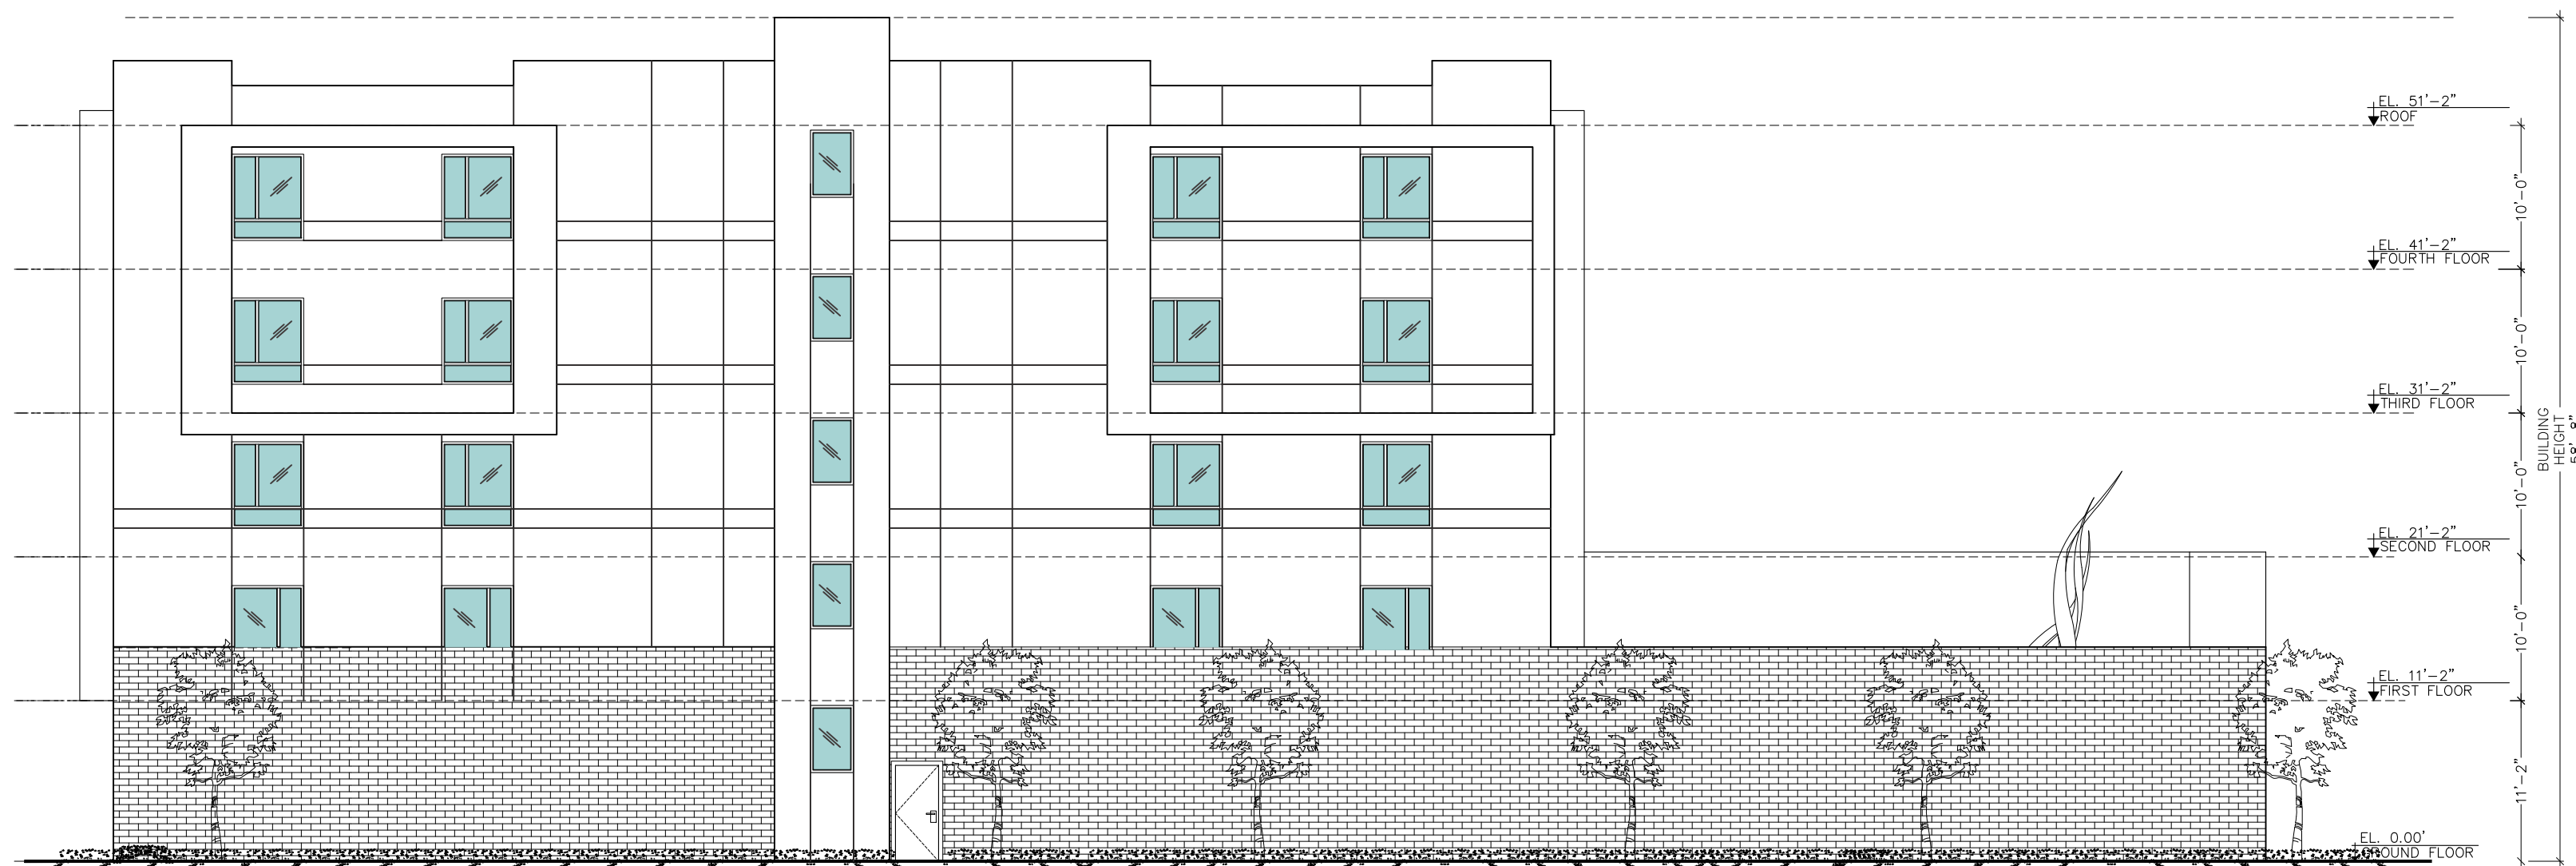 EL. 51'-2"
ROOF
10'-0"
EL. 41'-2"
FOURTH FLOOR
10'-0"
EL. 31'-2"
THIRD FLOOR
BUILDING
HEIGHT
58'-8"
10'-0"
EL. 21'-2"
SECOND FLOOR
10'-0"
EL. 11'-2"
FIRST FLOOR
11'-2"
EL. 0.00'
GROUND FLOOR